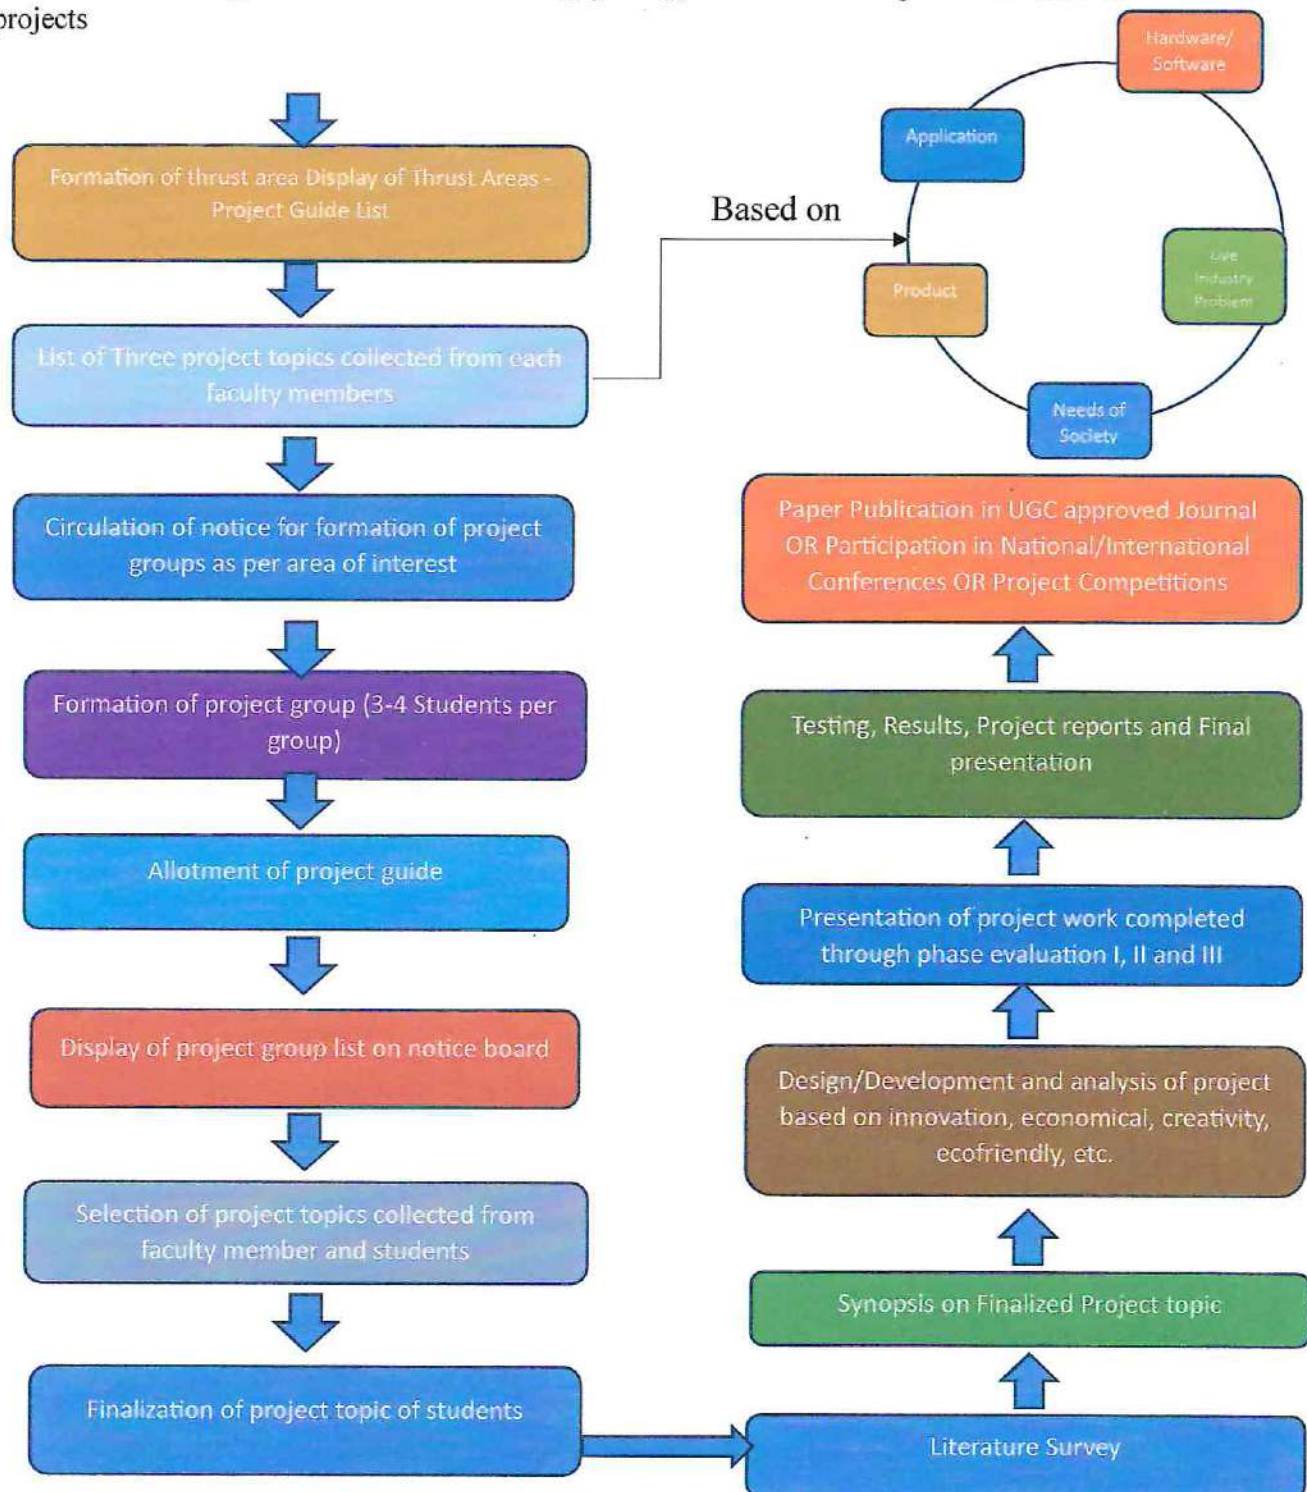 projects
Formation of thrust area Display of Thrust Areas -
Project Guide List
List of Three project topics collected from each
faculty members
Circulation of notice for formation of project
groups as per area of interest
Formation of project group (3-4 Students per
group)
Allotment of project guide
Display of project group list on notice board
Selection of project topics collected from
faculty member and students
Finalization of project topic of students
Based on
Hardware/
Software
Application
Live
Industry
Problem
Product
Needs of
Society
Paper Publication in UGC approved Journal
OR Participation in National/International
Conferences OR Project Competitions
Testing, Results, Project reports and Final
presentation
Presentation of project work completed
through phase evaluation I, II and III
Design/Development and analysis of project
based on innovation, economical, creativity,
ecofriendly, etc.
Synopsis on Finalized Project topic
Literature Survey